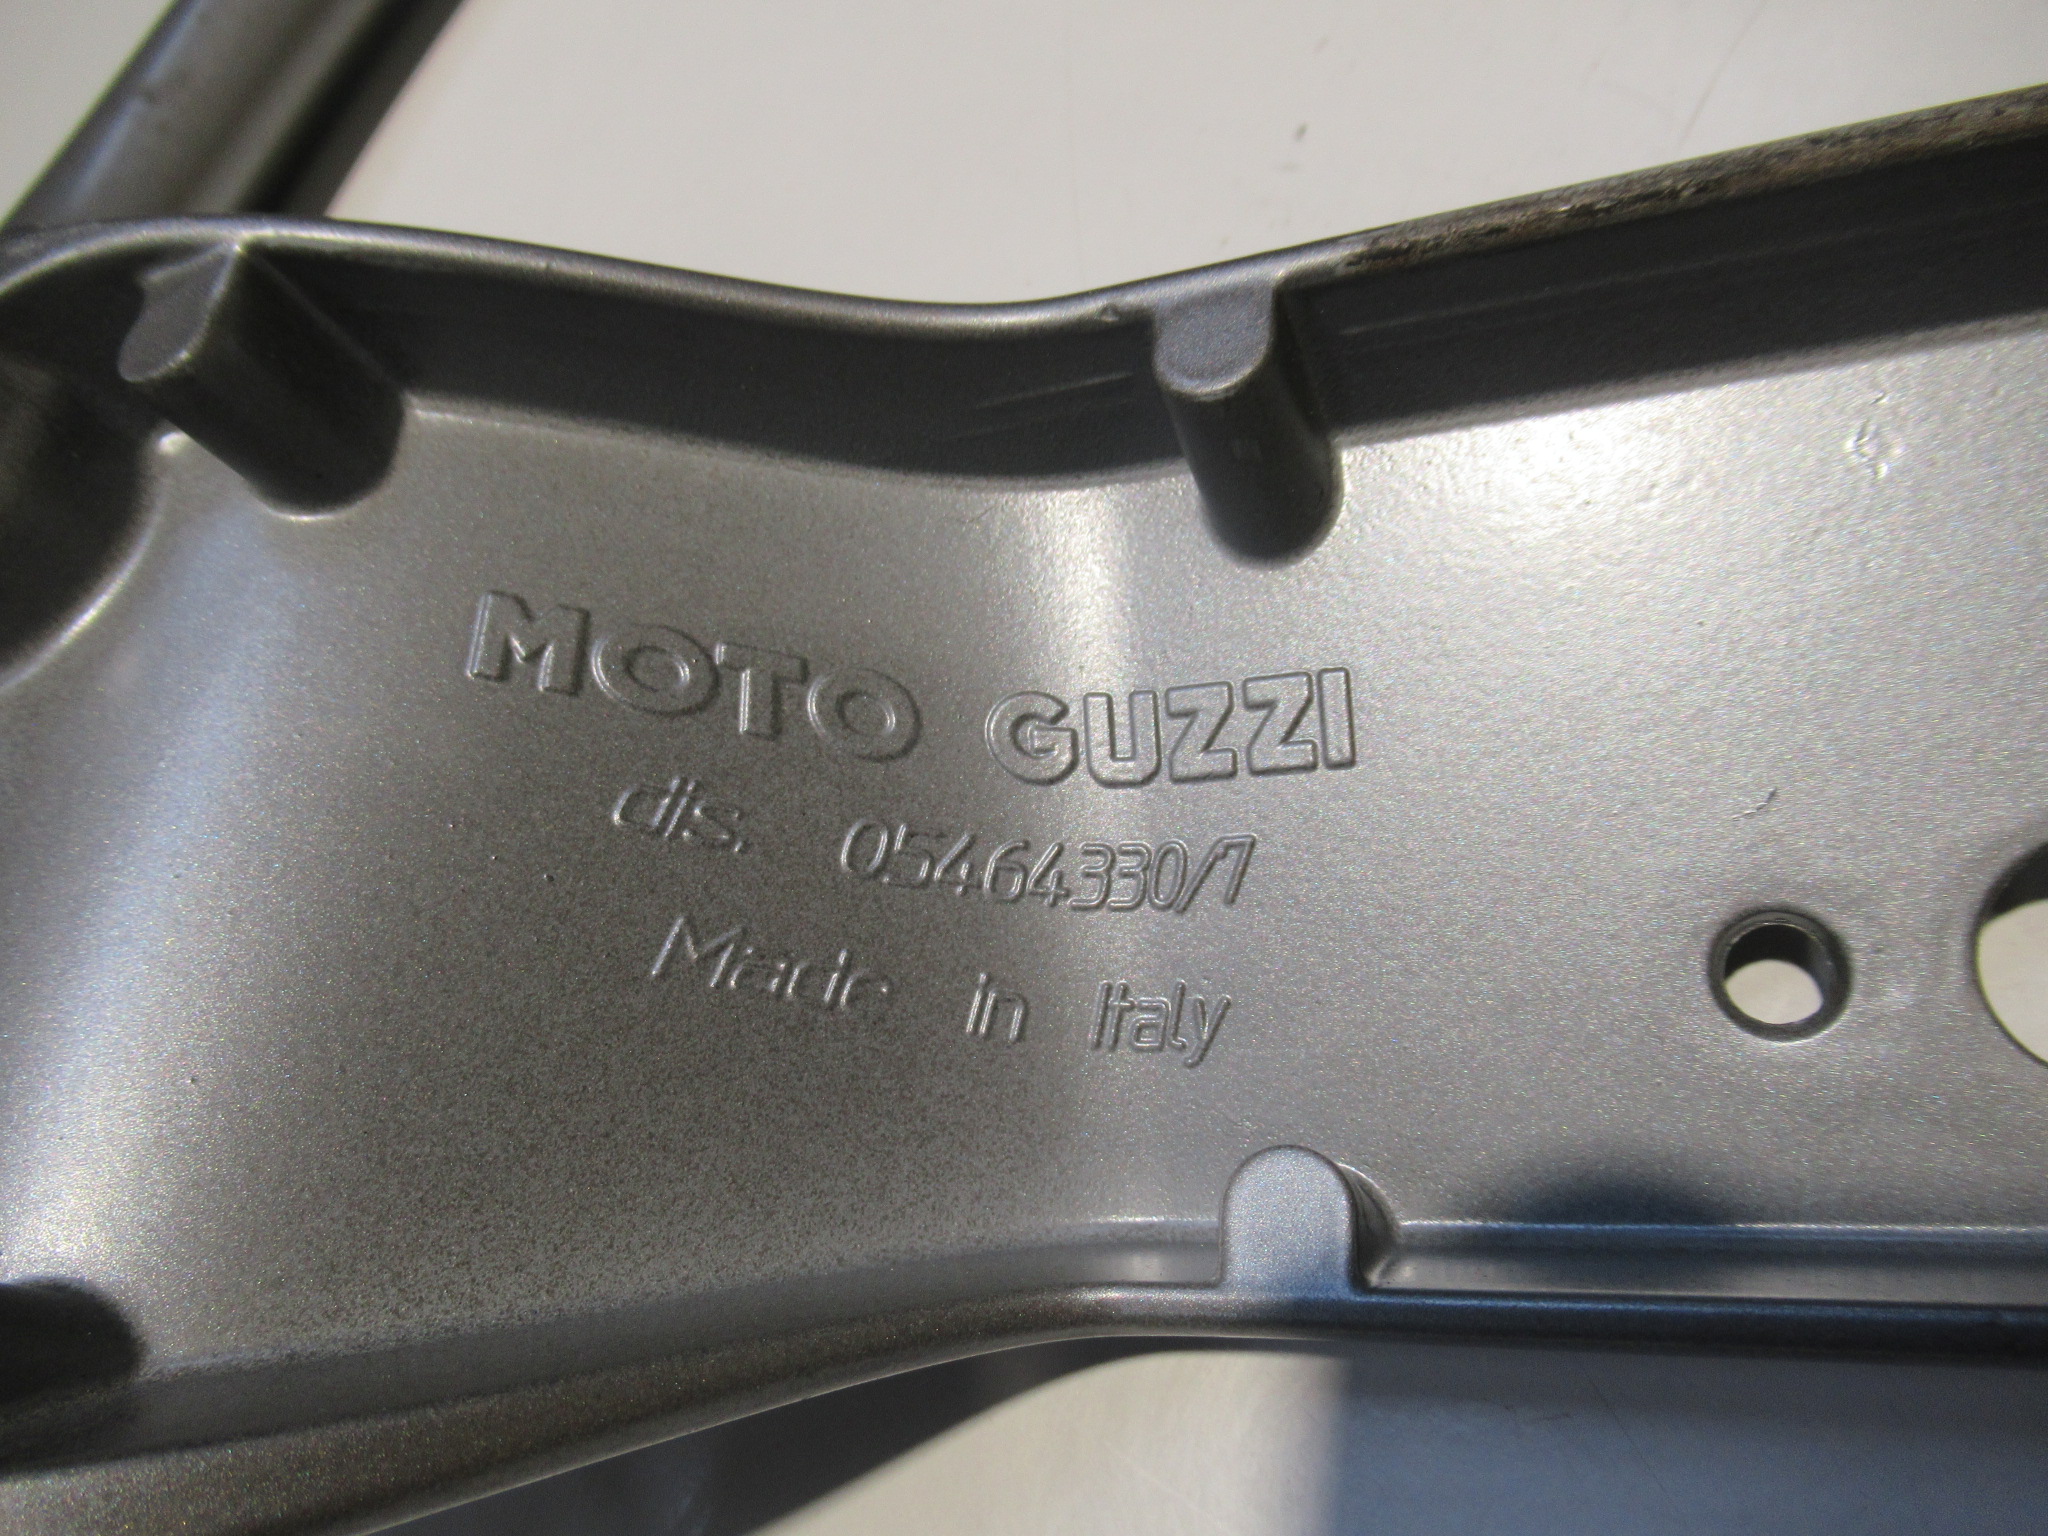 MOTO GUZZI
dis. 05464330/7
Made in Italy